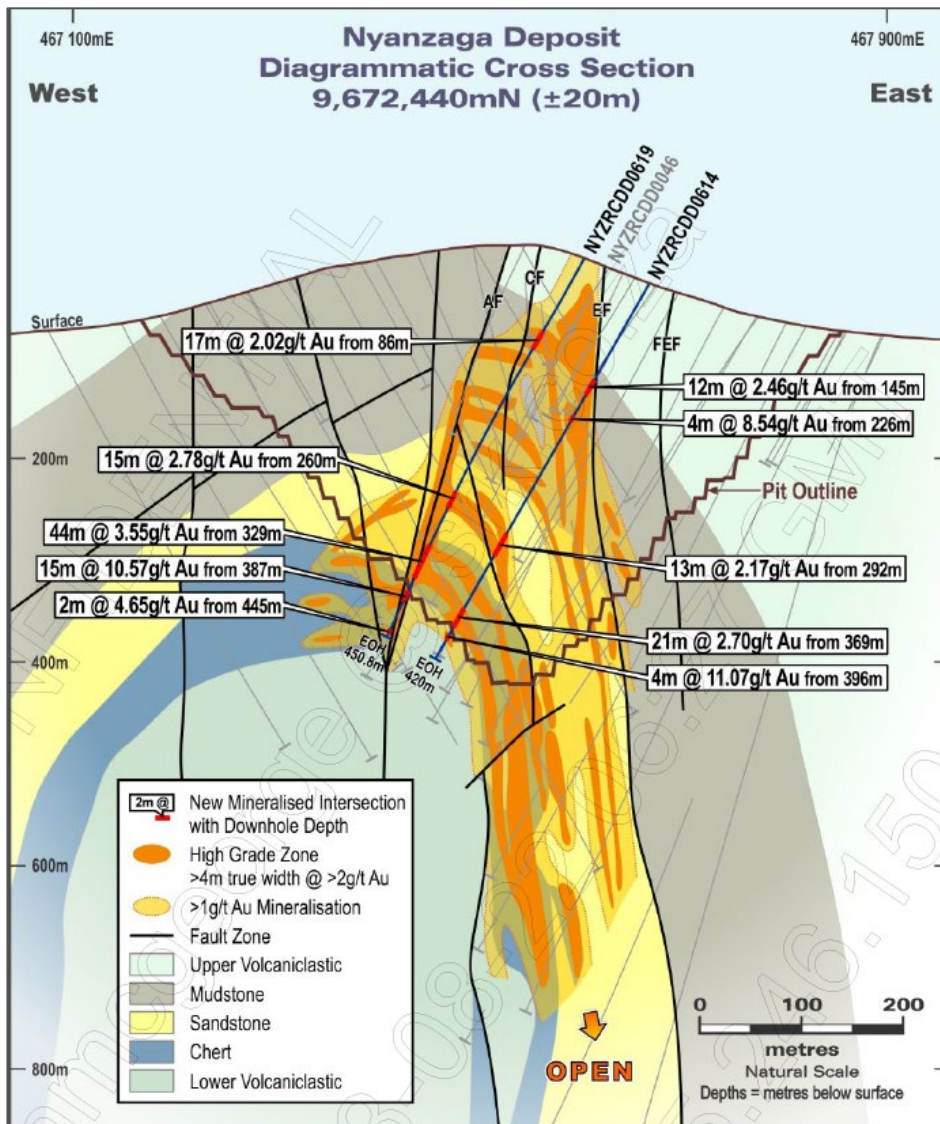 467 100mE
467 900mE
Nyanzaga Deposit
Diagrammatic Cross Section
9,672,440mN (±20m)
West
East
NYZRCDD0619
NYZRCDD0046
NYZRCDD0614
AF
CF
EF
FEF
Surface
17m @ 2.02g/t Au from 86m
12m @ 2.46g/t Au from 145m
4m @ 8.54g/t Au from 226m
200m
15m @ 2.78g/t Au from 260m
Pit Outline
44m @ 3.55g/t Au from 329m
15m @ 10.57g/t Au from 387m
13m @ 2.17g/t Au from 292m
2m @ 4.65g/t Au from 445m
21m @ 2.70g/t Au from 369m
EOH
450.8m
EOH
420m
400m
4m @ 11.07g/t Au from 396m
2m @
New Mineralised Intersection
with Downhole Depth
High Grade Zone
>4m true width @ >2g/t Au
>1g/t Au Mineralisation
Fault Zone
Upper Volcaniclastic
Mudstone
Sandstone
Chert
Lower Volcaniclastic
600m
800m
OPEN
0 100 200
metres
Natural Scale
Depths = metres below surface